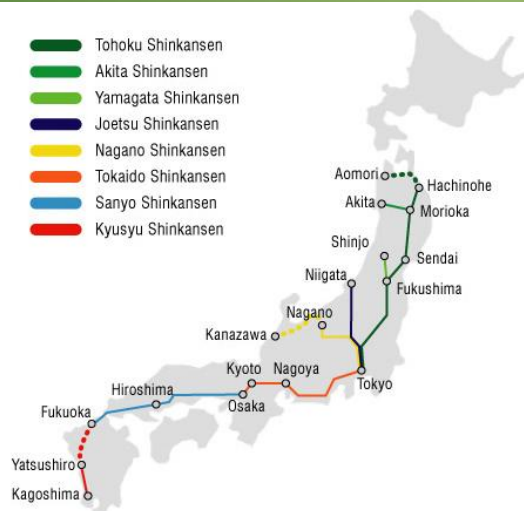 Tohoku Shinkansen
Akita Shinkansen
Yamagata Shinkansen
Joetsu Shinkansen
Nagano Shinkansen
Tokaido Shinkansen
Sanyo Shinkansen
Kyusyu Shinkansen
Aomori
Hachinohe
Akita
Morioka
Shinjo
Sendai
Niigata
Fukushima
Nagano
Kanazawa
Kyoto
Nagoya
Tokyo
Hiroshima
Osaka
Fukuoka
Yatsushiro
Kagoshima